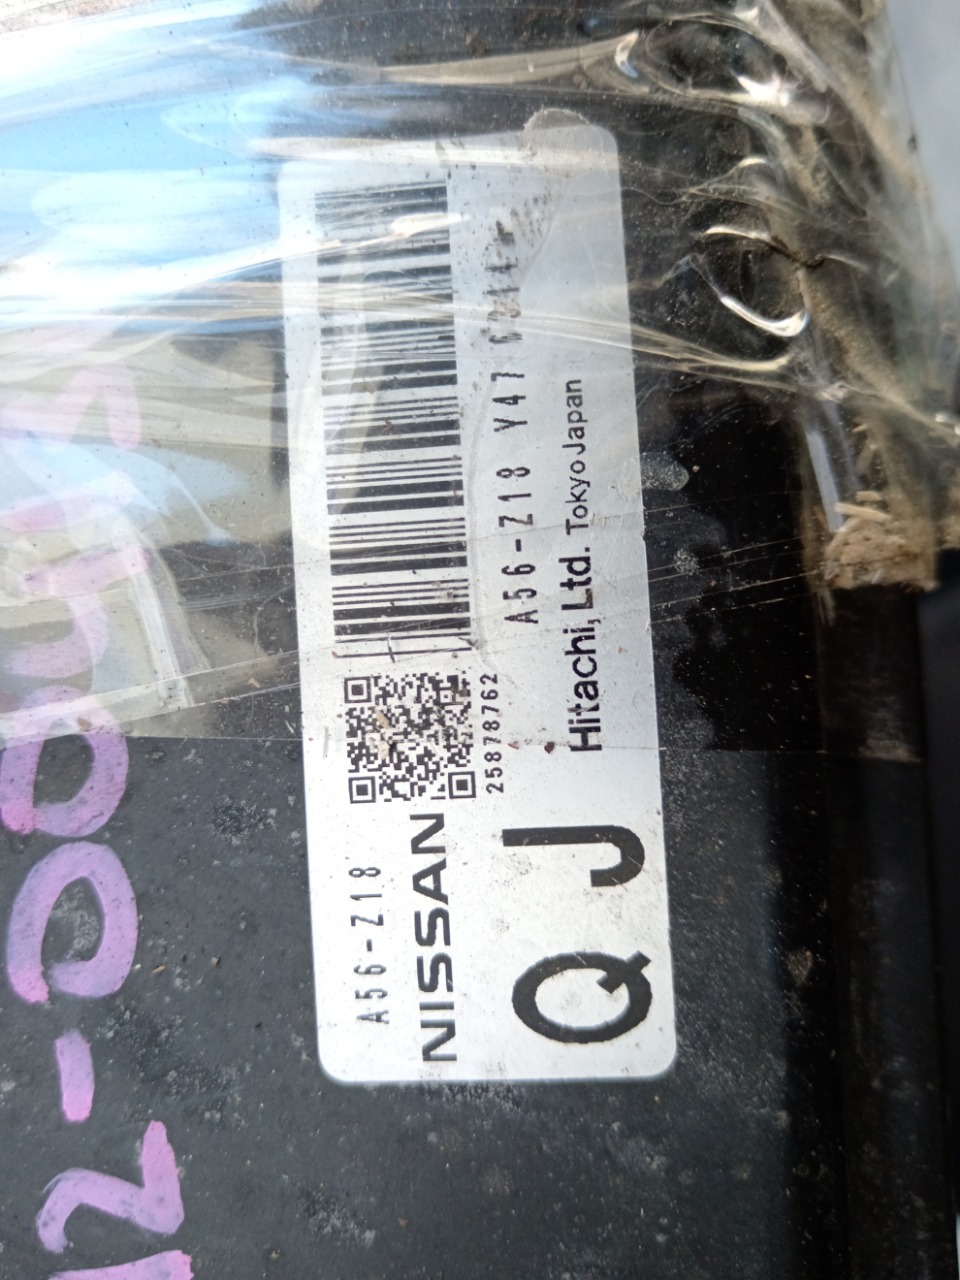 A56-Z18
NISSAN
25878762
A56-Z18 Y47
QJ
Hitachi, Ltd. Tokyo Japan